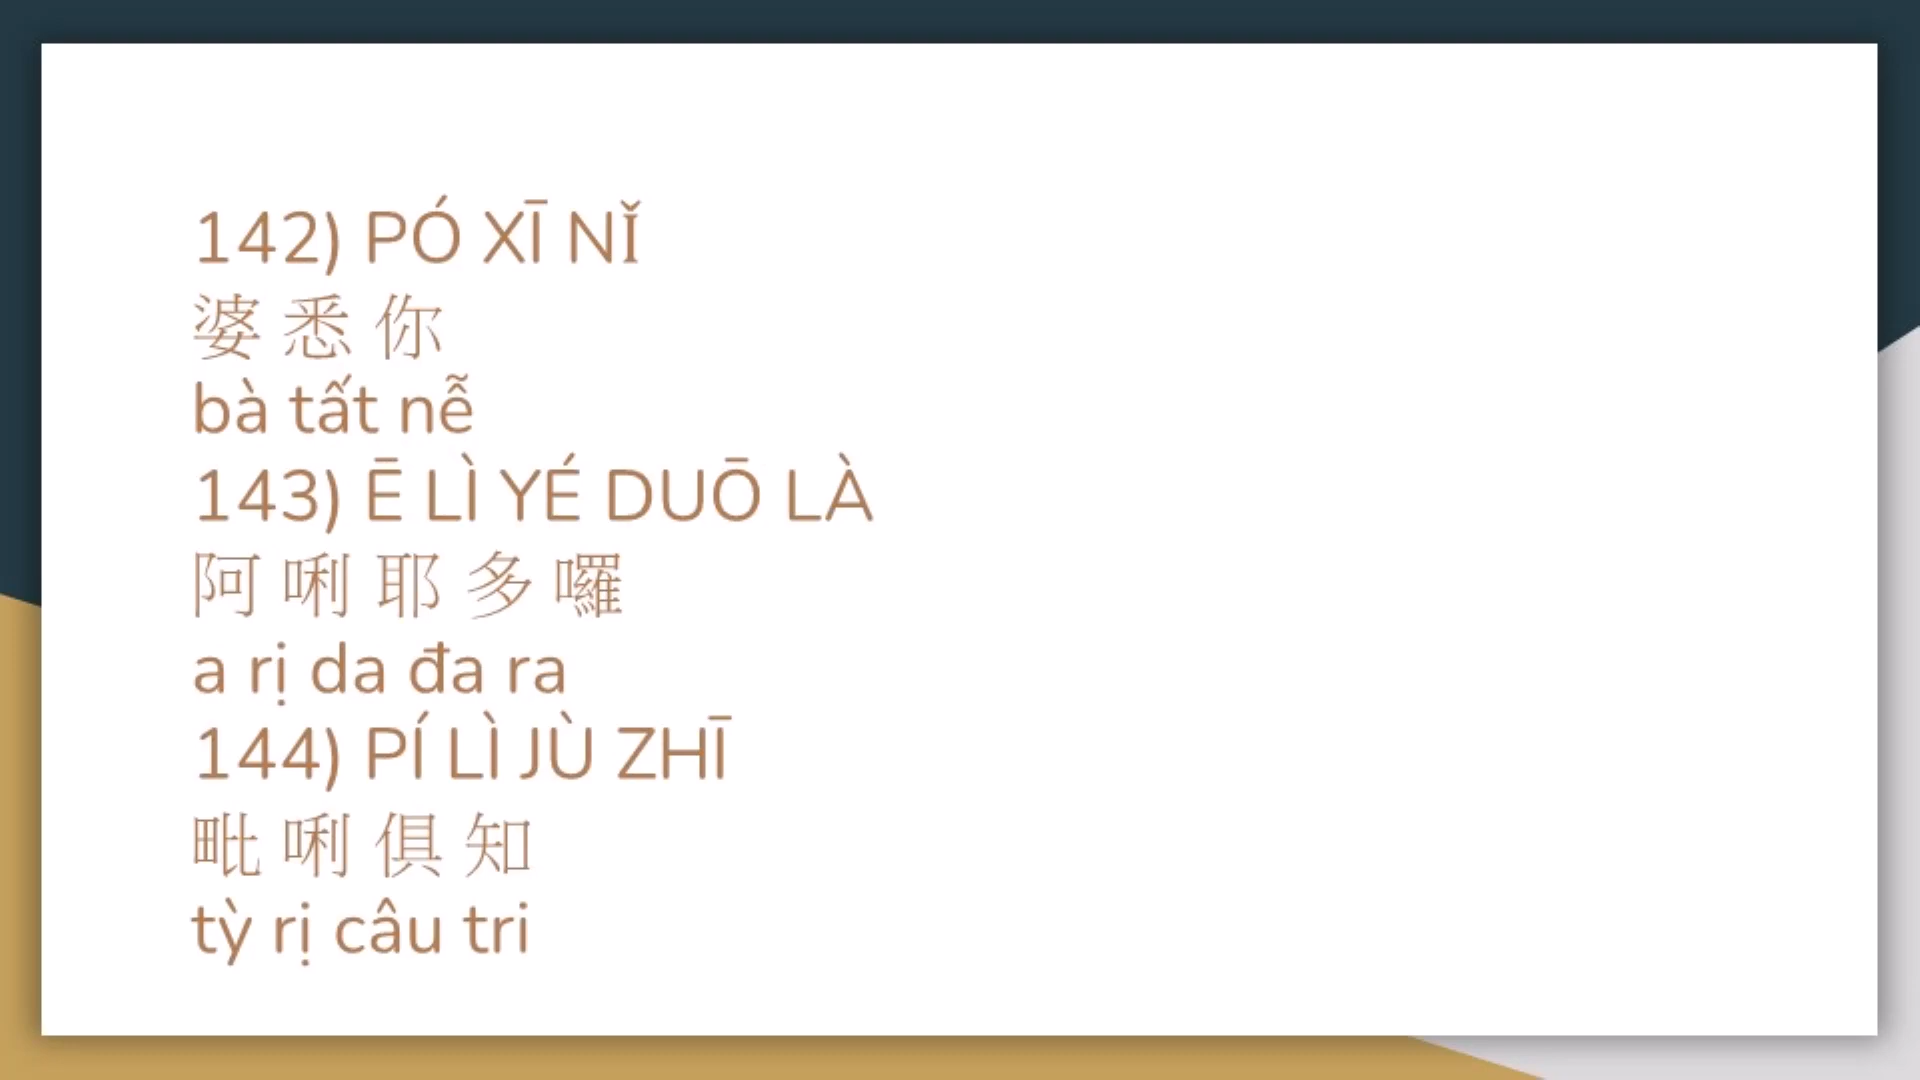 142) PÓ XĪ NǏ
婆 悉 你
bà tất nễ
143) Ē LÌ YÉ DUŌ LÀ
阿 唎 耶 多 囉
a rị da đa ra
144) PÍ LÌ JÙ ZHĪ
毗 唎 俱 知
tỳ rị câu tri